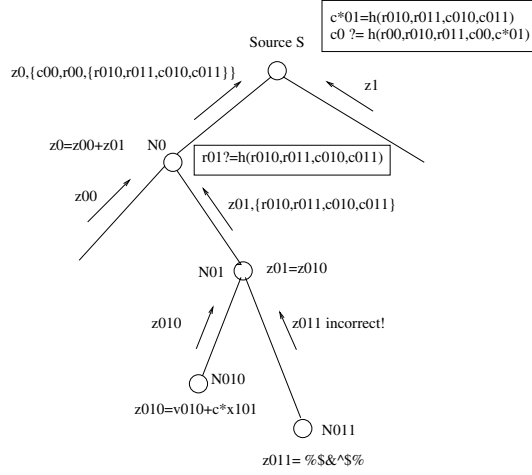 c*01=h(r010,r011,c010,c011)
c0 ?= h(r00,r010,r011,c00,c*01)
Source S
z0,{c00,r00,{r010,r011,c010,c011}}
z1
z0=z00+z01
N0
r01?=h(r010,r011,c010,c011)
z00
z01,{r010,r011,c010,c011}
N01
z01=z010
z010
z011 incorrect!
N010
z010=v010+c*x101
N011
z011= %$&^$%